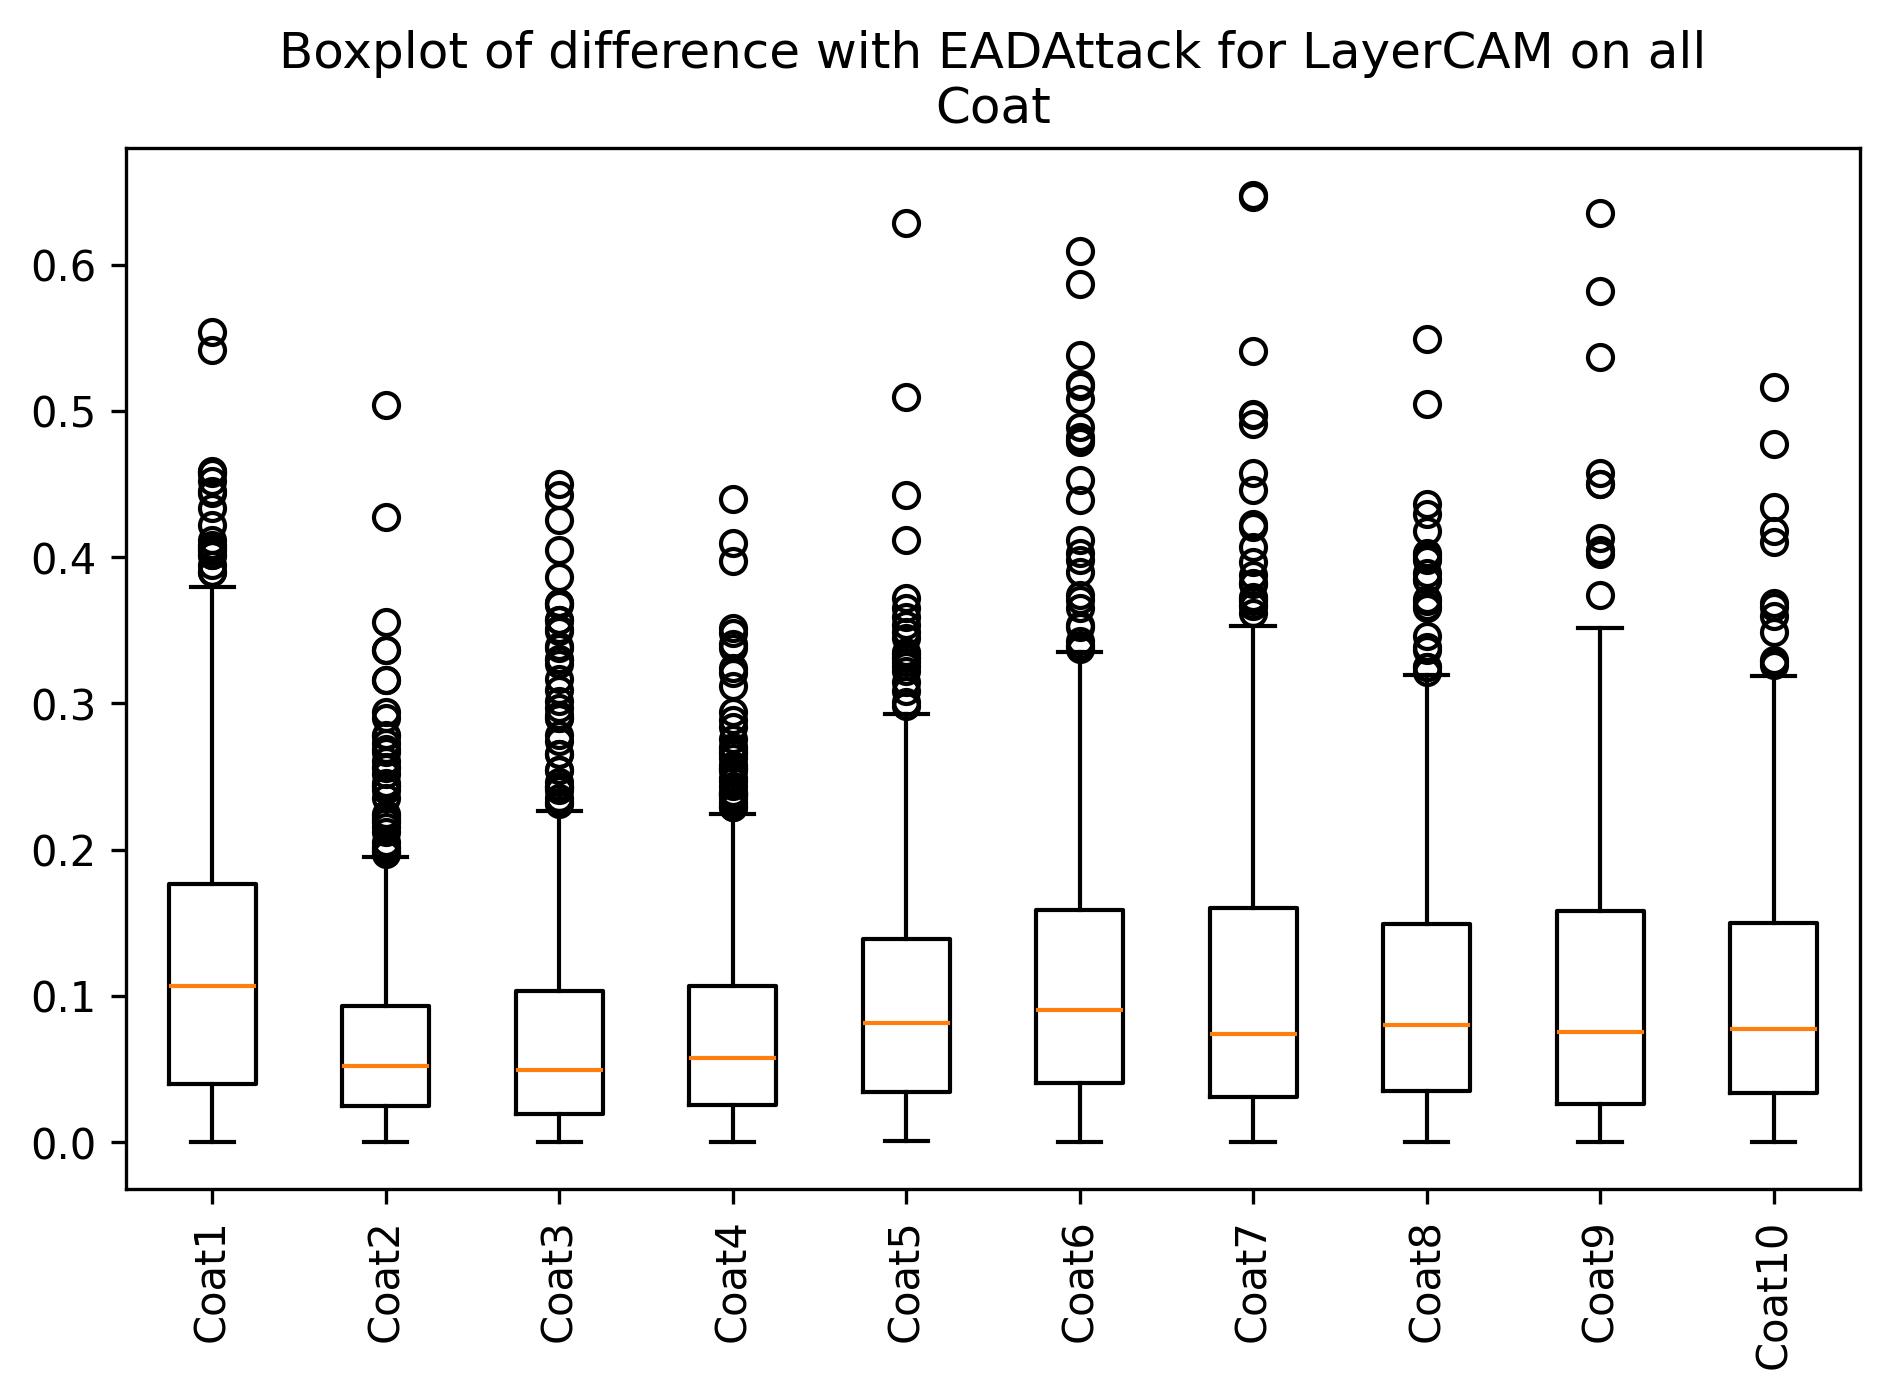 Boxplot of difference with EADAttack for LayerCAM on all
Coat
0.6
0.5
0.4
0.3
0.2
0.1
0.0
Coat1
Coat2
Coat3
Coat4
Coat5
Coat6
Coat7
Coat8
Coat9
Coat10